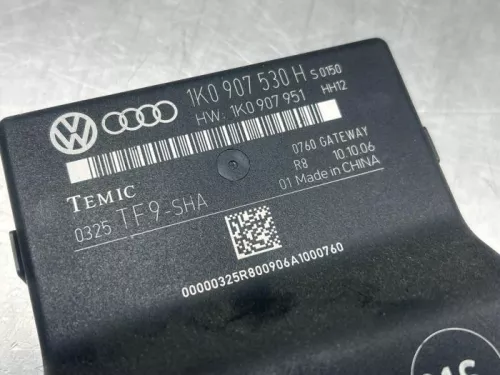 1K0 907 530 H S 0150
HW: 1K0 907 951 HH12
0760 GATEWAY
R8 10.10.06
01 Made in CHINA
TEMIC
0325 TF9-SHA
00000325R800906A1000760